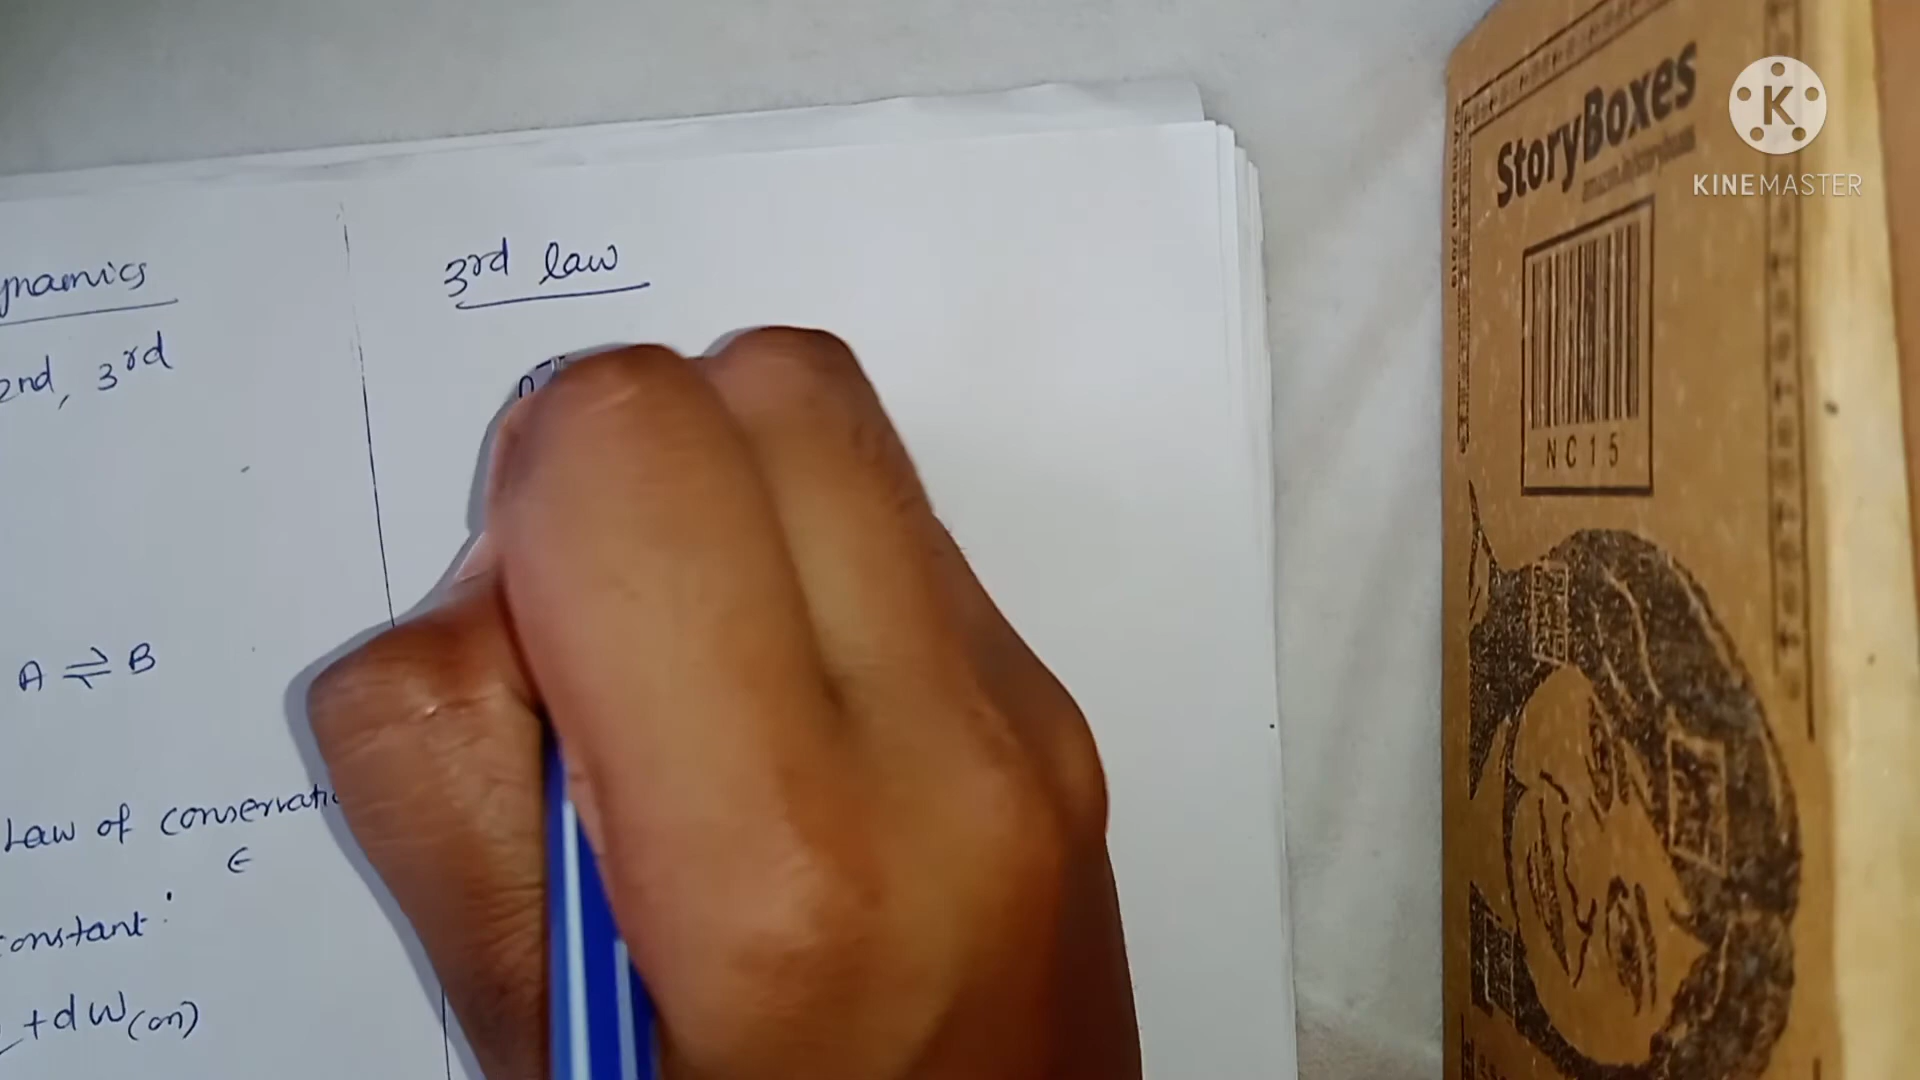 ynamics
2nd, 3rd
A ⇌ B
Law of conservati
E
constant:
+dW(on)
3rd law
StoryBoxes
NC15
K
KINEMASTER